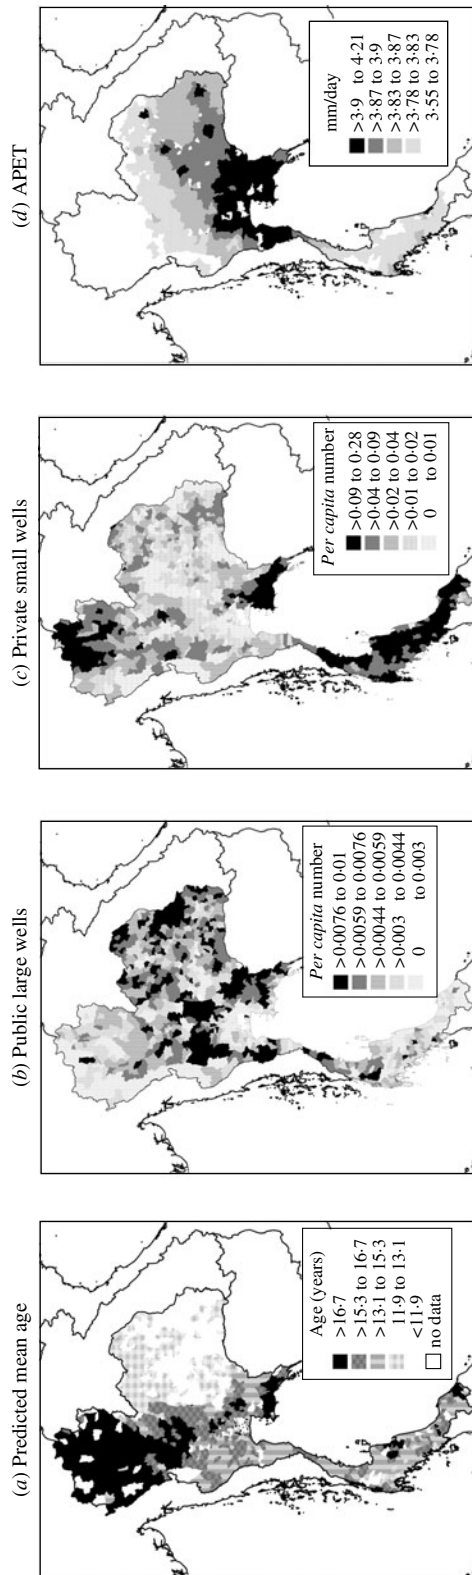 (a) Predicted mean age
Age (years)
>16·7
>15·3 to 16·7
>13·1 to 15·3
11·9 to 13·1
<11·9
no data
(b) Public large wells
Per capita number
>0·0076 to 0·01
>0·0059 to 0·0076
>0·0044 to 0·0059
>0·003 to 0·0044
0 to 0·003
(c) Private small wells
Per capita number
>0·09 to 0·28
>0·04 to 0·09
>0·02 to 0·04
>0·01 to 0·02
0 to 0·01
(d) APET
mm/day
>3·9 to 4·21
>3·87 to 3·9
>3·83 to 3·87
>3·78 to 3·83
3·55 to 3·78